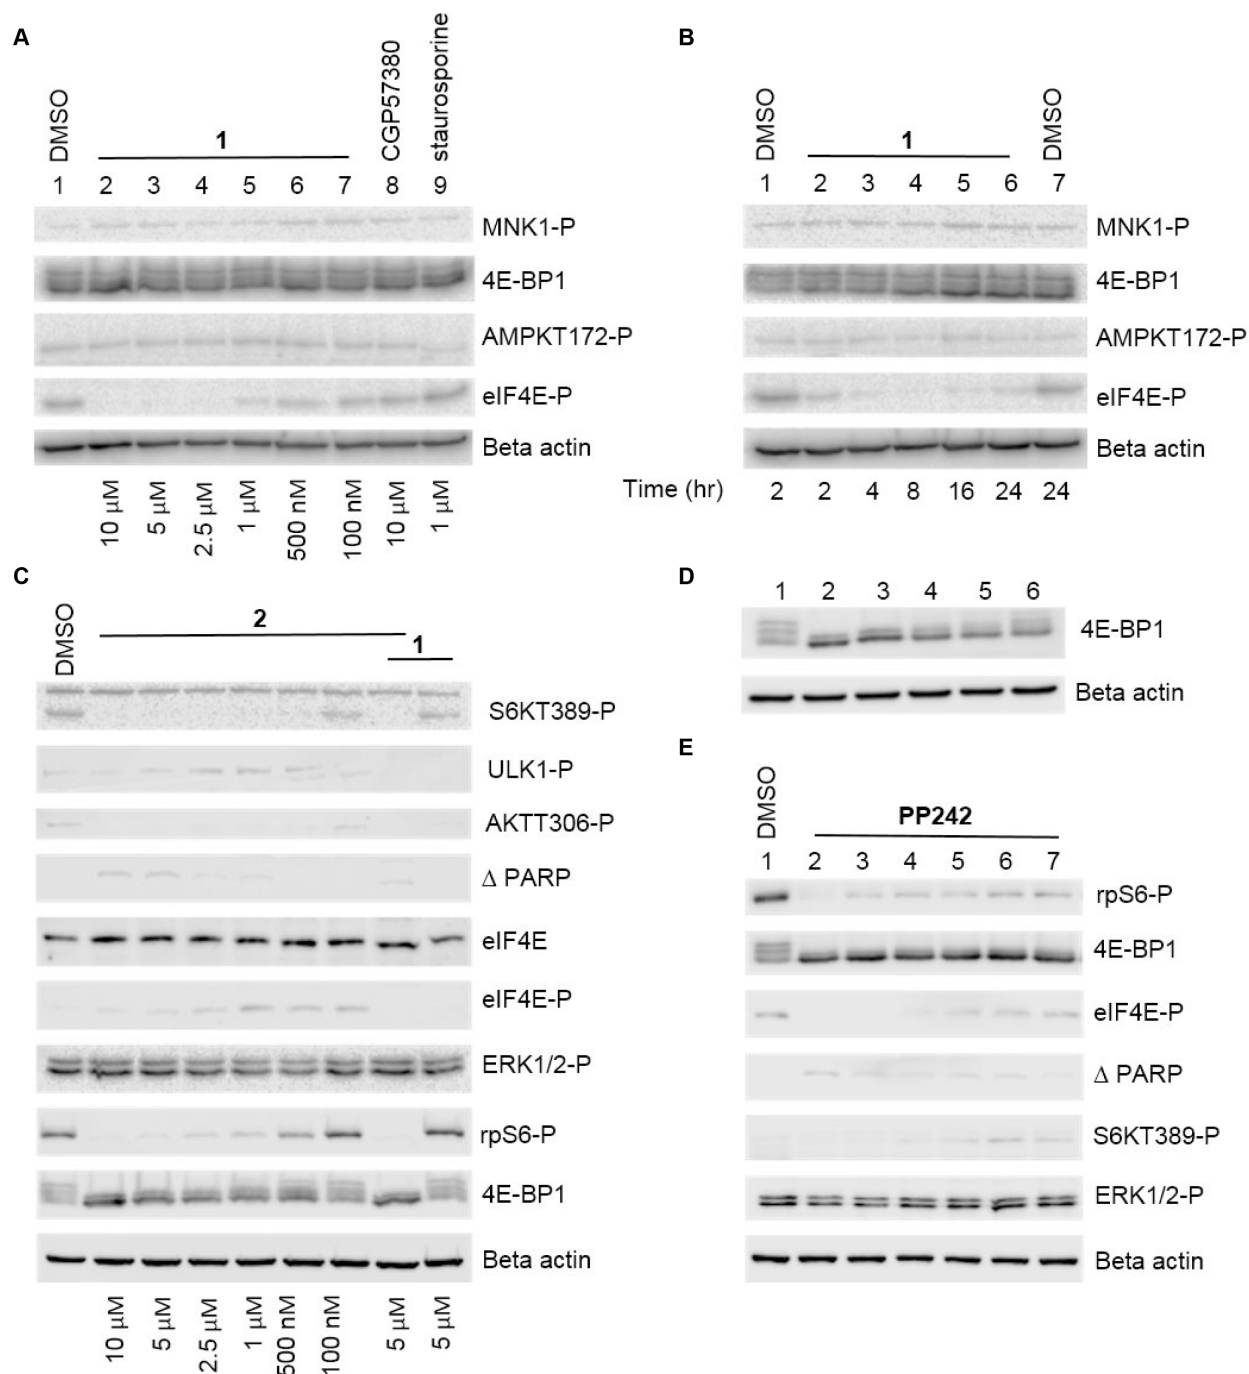 A
DMSO
1
CGP57380
staurosporine
1 2 3 4 5 6 7 8 9
MNK1-P
4E-BP1
AMPKT172-P
eIF4E-P
Beta actin
10 µM 5 µM 2.5 µM 1 µM 500 nM 100 nM 10 µM 1 µM
B
DMSO
1
DMSO
1 2 3 4 5 6 7
MNK1-P
4E-BP1
AMPKT172-P
eIF4E-P
Beta actin
Time (hr) 2 2 4 8 16 24 24
C
DMSO
2
1
S6KT389-P
ULK1-P
AKTT306-P
Δ PARP
eIF4E
eIF4E-P
ERK1/2-P
rpS6-P
4E-BP1
Beta actin
10 µM 5 µM 2.5 µM 1 µM 500 nM 100 nM 5 µM 5 µM
D
1 2 3 4 5 6
4E-BP1
Beta actin
E
DMSO
PP242
1 2 3 4 5 6 7
rpS6-P
4E-BP1
eIF4E-P
Δ PARP
S6KT389-P
ERK1/2-P
Beta actin